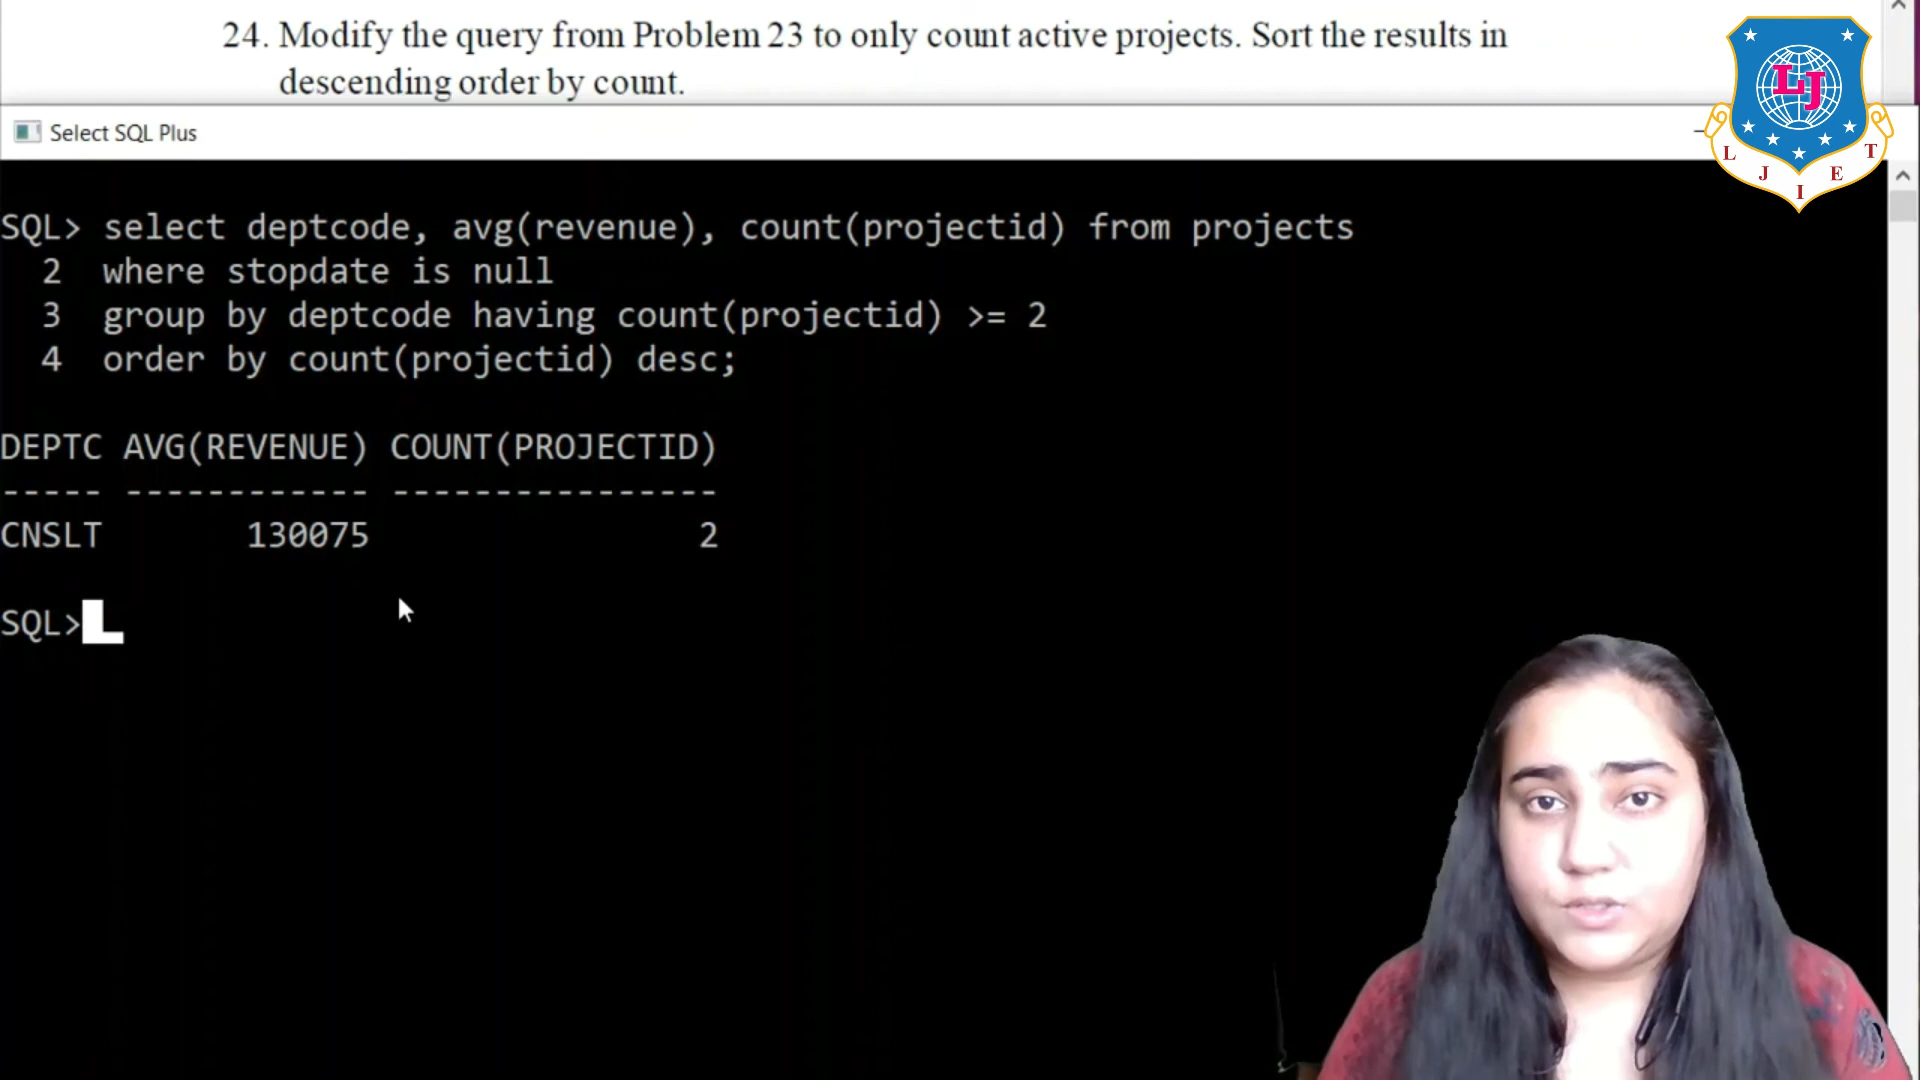 24. Modify the query from Problem 23 to only count active projects. Sort the results in
descending order by count.
Select SQL Plus
LJ
L J I E T
SQL> select deptcode, avg(revenue), count(projectid) from projects
2 where stopdate is null
3 group by deptcode having count(projectid) >= 2
4 order by count(projectid) desc;
DEPTC AVG(REVENUE) COUNT(PROJECTID)
----- ------------ ----------------
CNSLT 130075 2
SQL>